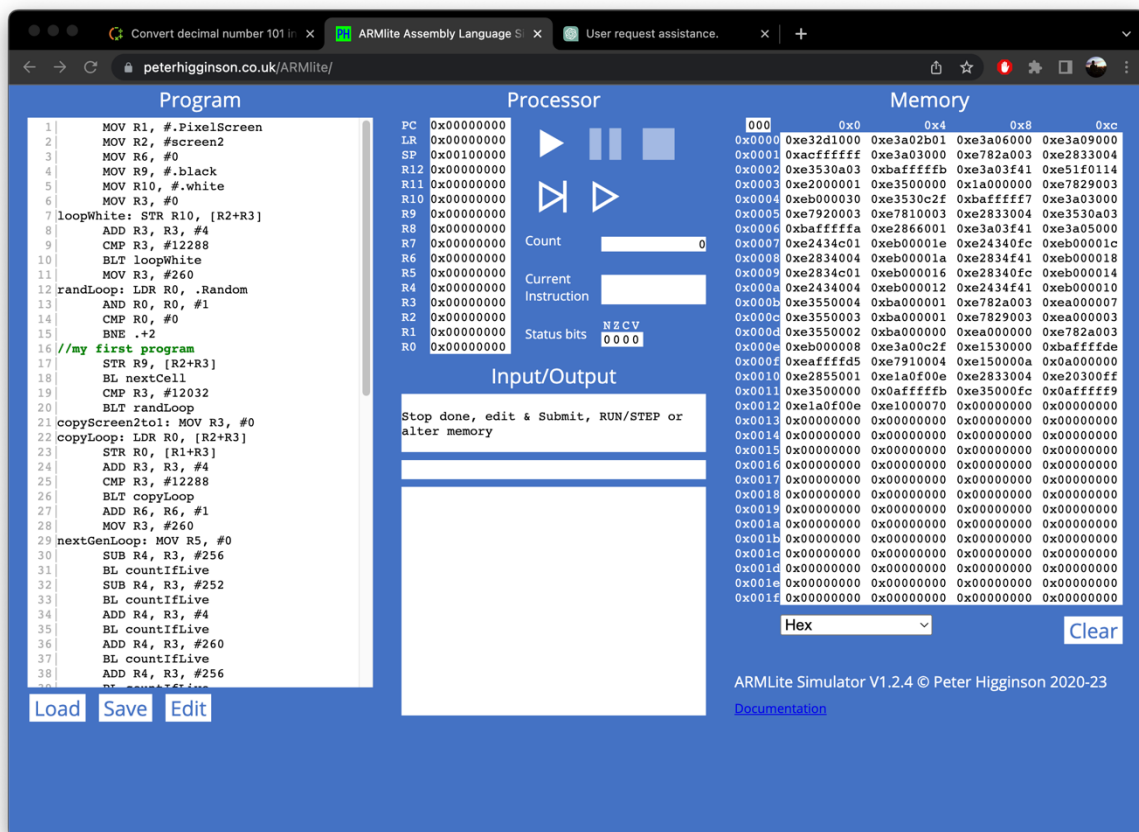 Convert decimal number 101 in
ARMlite Assembly Language S
User request assistance.
peterhigginson.co.uk/ARMlite/
Program
1 MOV R1, #.PixelScreen
2 MOV R2, #screen2
3 MOV R6, #0
4 MOV R9, #.black
5 MOV R10, #.white
6 MOV R3, #0
7 loopWhite: STR R10, [R2+R3]
8 ADD R3, R3, #4
9 CMP R3, #12288
10 BLT loopWhite
11 MOV R3, #260
12 randLoop: LDR R0, .Random
13 AND R0, R0, #1
14 CMP R0, #0
15 BNE .+2
16 //my first program
17 STR R9, [R2+R3]
18 BL nextCell
19 CMP R3, #12032
20 BLT randLoop
21 copyScreen2to1: MOV R3, #0
22 copyLoop: LDR R0, [R2+R3]
23 STR R0, [R1+R3]
24 ADD R3, R3, #4
25 CMP R3, #12288
26 BLT copyLoop
27 ADD R6, R6, #1
28 MOV R3, #260
29 nextGenLoop: MOV R5, #0
30 SUB R4, R3, #256
31 BL countIfLive
32 SUB R4, R3, #252
33 BL countIfLive
34 ADD R4, R3, #4
35 BL countIfLive
36 ADD R4, R3, #260
37 BL countIfLive
38 ADD R4, R3, #256
Load Save Edit
Processor
PC 0x00000000
LR 0x00000000
SP 0x00100000
R12 0x00000000
R11 0x00000000
R10 0x00000000
R9 0x00000000
R8 0x00000000
R7 0x00000000
R6 0x00000000
R5 0x00000000
R4 0x00000000
R3 0x00000000
R2 0x00000000
R1 0x00000000
R0 0x00000000
Count 0
Current
Instruction
Status bits
N Z C V
0 0 0 0
Input/Output
Stop done, edit & Submit, RUN/STEP or
alter memory
Memory
000 0x0 0x4 0x8 0xc
0x0000 0xe32d1000 0xe3a02b01 0xe3a06000 0xe3a09000
0x0001 0xacffffff 0xe3a03000 0xe782a003 0xe2833004
0x0002 0xe3530a03 0xbafffffb 0xe3a03f41 0xe51f0114
0x0003 0xe2000001 0xe3500000 0x1a000000 0xe7829003
0x0004 0xeb000030 0xe3530c2f 0xbafffff7 0xe3a03000
0x0005 0xe7920003 0xe7810003 0xe2833004 0xe3530a03
0x0006 0xbafffffa 0xe2866001 0xe3a03f41 0xe3a05000
0x0007 0xe2434c01 0xeb00001e 0xe24340fc 0xeb00001c
0x0008 0xe2834004 0xeb00001a 0xe2834f41 0xeb000018
0x0009 0xe2834c01 0xeb000016 0xe28340fc 0xeb000014
0x000a 0xe2434004 0xeb000012 0xe2434f41 0xeb000010
0x000b 0xe3550004 0xba000001 0xe782a003 0xea000007
0x000c 0xe3550003 0xba000001 0xe7829003 0xea000003
0x000d 0xe3550002 0xba000000 0xea000000 0xe782a003
0x000e 0xeb000008 0xe3a00c2f 0xe1530000 0xbaffffde
0x000f 0xeaffffd5 0xe7910004 0xe150000a 0x0a000000
0x0010 0xe2855001 0xe1a0f00e 0xe2833004 0xe20300ff
0x0011 0xe3500000 0x0afffffb 0xe35000fc 0x0afffff9
0x0012 0xe1a0f00e 0xe1000070 0x00000000 0x00000000
0x0013 0x00000000 0x00000000 0x00000000 0x00000000
0x0014 0x00000000 0x00000000 0x00000000 0x00000000
0x0015 0x00000000 0x00000000 0x00000000 0x00000000
0x0016 0x00000000 0x00000000 0x00000000 0x00000000
0x0017 0x00000000 0x00000000 0x00000000 0x00000000
0x0018 0x00000000 0x00000000 0x00000000 0x00000000
0x0019 0x00000000 0x00000000 0x00000000 0x00000000
0x001a 0x00000000 0x00000000 0x00000000 0x00000000
0x001b 0x00000000 0x00000000 0x00000000 0x00000000
0x001c 0x00000000 0x00000000 0x00000000 0x00000000
0x001d 0x00000000 0x00000000 0x00000000 0x00000000
0x001e 0x00000000 0x00000000 0x00000000 0x00000000
0x001f 0x00000000 0x00000000 0x00000000 0x00000000
Hex
Clear
ARMLite Simulator V1.2.4 © Peter Higginson 2020-23
Documentation